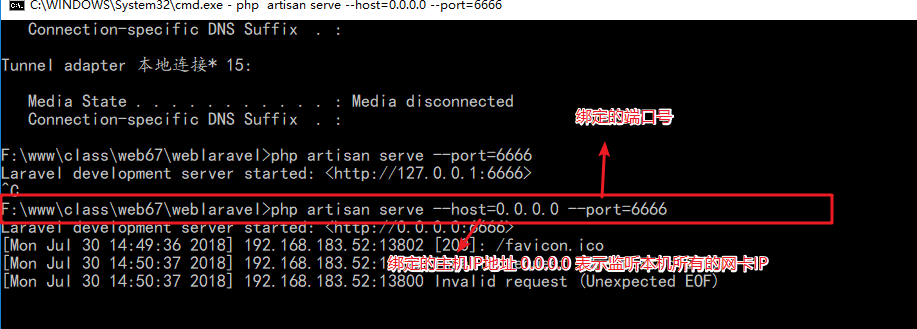 C:\WINDOWS\System32\cmd.exe - php  artisan serve --host=0.0.0.0 --port=6666
Connection-specific DNS Suffix  . :
Tunnel adapter 本地连接* 15:
Media State . . . . . . . . . . . : Media disconnected
Connection-specific DNS Suffix  . :
绑定的端口号
F:\www\class\web67\weblaravel>php artisan serve --port=6666
Laravel development server started: <http://127.0.0.1:6666>
^C
F:\www\class\web67\weblaravel>php artisan serve --host=0.0.0.0 --port=6666
Laravel development server started: <http://0.0.0.0:6666>
[Mon Jul 30 14:49:36 2018] 192.168.183.52:13802 [200]: /favicon.ico
[Mon Jul 30 14:50:37 2018]
绑定的主机IP地址 0.0.0.0 表示监听本机所有的网卡IP
[Mon Jul 30 14:50:37 2018] 192.168.183.52:13800 Invalid request (Unexpected EOF)